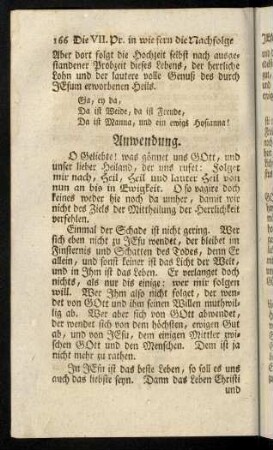 166 Die VII. Pr. in wie fern die Nachfolge
Aber dort folgt die Hochzeit selbst nach ausge-
standener Probzeit dieses Lebens, der herrliche
Lohn und der lautere volle Genuß des durch
JEsum erworbenen Heils.
Eya, ey da,
Da ist Weide, da ist Freude,
Da ist Manna, und ein ewigs Hosianna!
Anwendung.
O Geliebte! was gönnet uns GOtt, und
unser lieber Heiland, der uns rufet: Folget
mir nach, Heil, Heil und lauter Heil von
nun an bis in Ewigkeit. O so vagire doch
keines weder hie noch da umher, damit wir
nicht des Ziels der Mittheilung der Herrlichkeit
verfehlen.
Einmal der Schade ist nicht gering. Wer
sich eben nicht zu JEsu wendet, der bleibet im
Finsternis und Schatten des Todes, denn Er
allein, und sonst keiner ist das Licht der Welt,
und in Ihm ist das Leben. Er verlanget doch
nichts, als nur dis einige: wer mir folgen
will. Wer Ihm also nicht folget, der wen-
det von GOtt und ihm seinen Willen muthwil-
lig ab. Wer aber sich von GOtt abwendet,
der wendet sich von dem höchsten, ewigen Gut
ab, und von JEsu, dem einigen Mittler zwi-
schen GOtt und den Menschen. Dem ist ja
nicht mehr zu rathen.
In JEsu ist das beste Leben, so soll es uns
auch das liebste seyn. Dann das Leben Christi
und